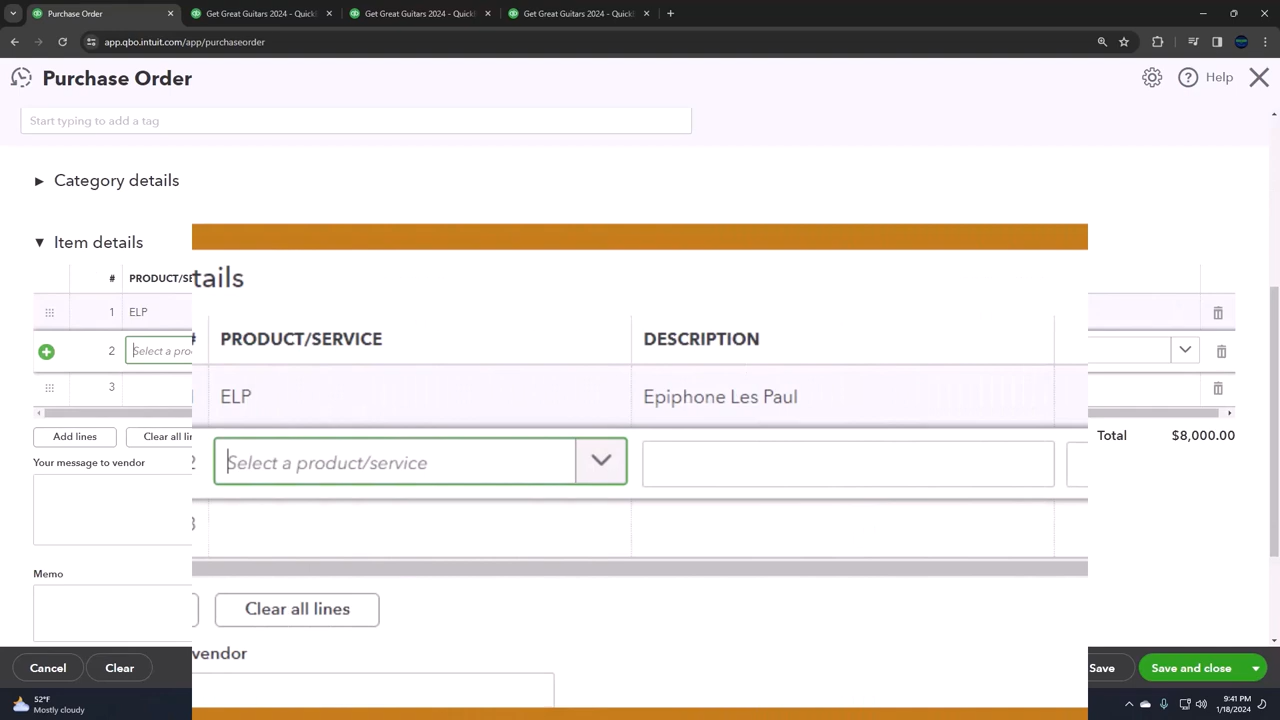 Purchase Order
Get Great Guitars 2024 - Quick
Get Great Guitars 2024 - Quick
Get Great Guitars 2024 - Quick
app.qbo.intuit.com/app/purchaseorder
Purchase Order
Help
Start typing to add a tag
Category details
Item details
tails
# PRODUCT/SE
# PRODUCT/SERVICE DESCRIPTION
1 ELP
ELP Epiphone Les Paul
2 Select a prod
Select a product/service
3
Add lines Clear all lin
Clear all lines
Total $8,000.00
Your message to vendor
vendor
Memo
Cancel Clear
Save Save and close
52°F
Mostly cloudy
9:41 PM
1/18/2024